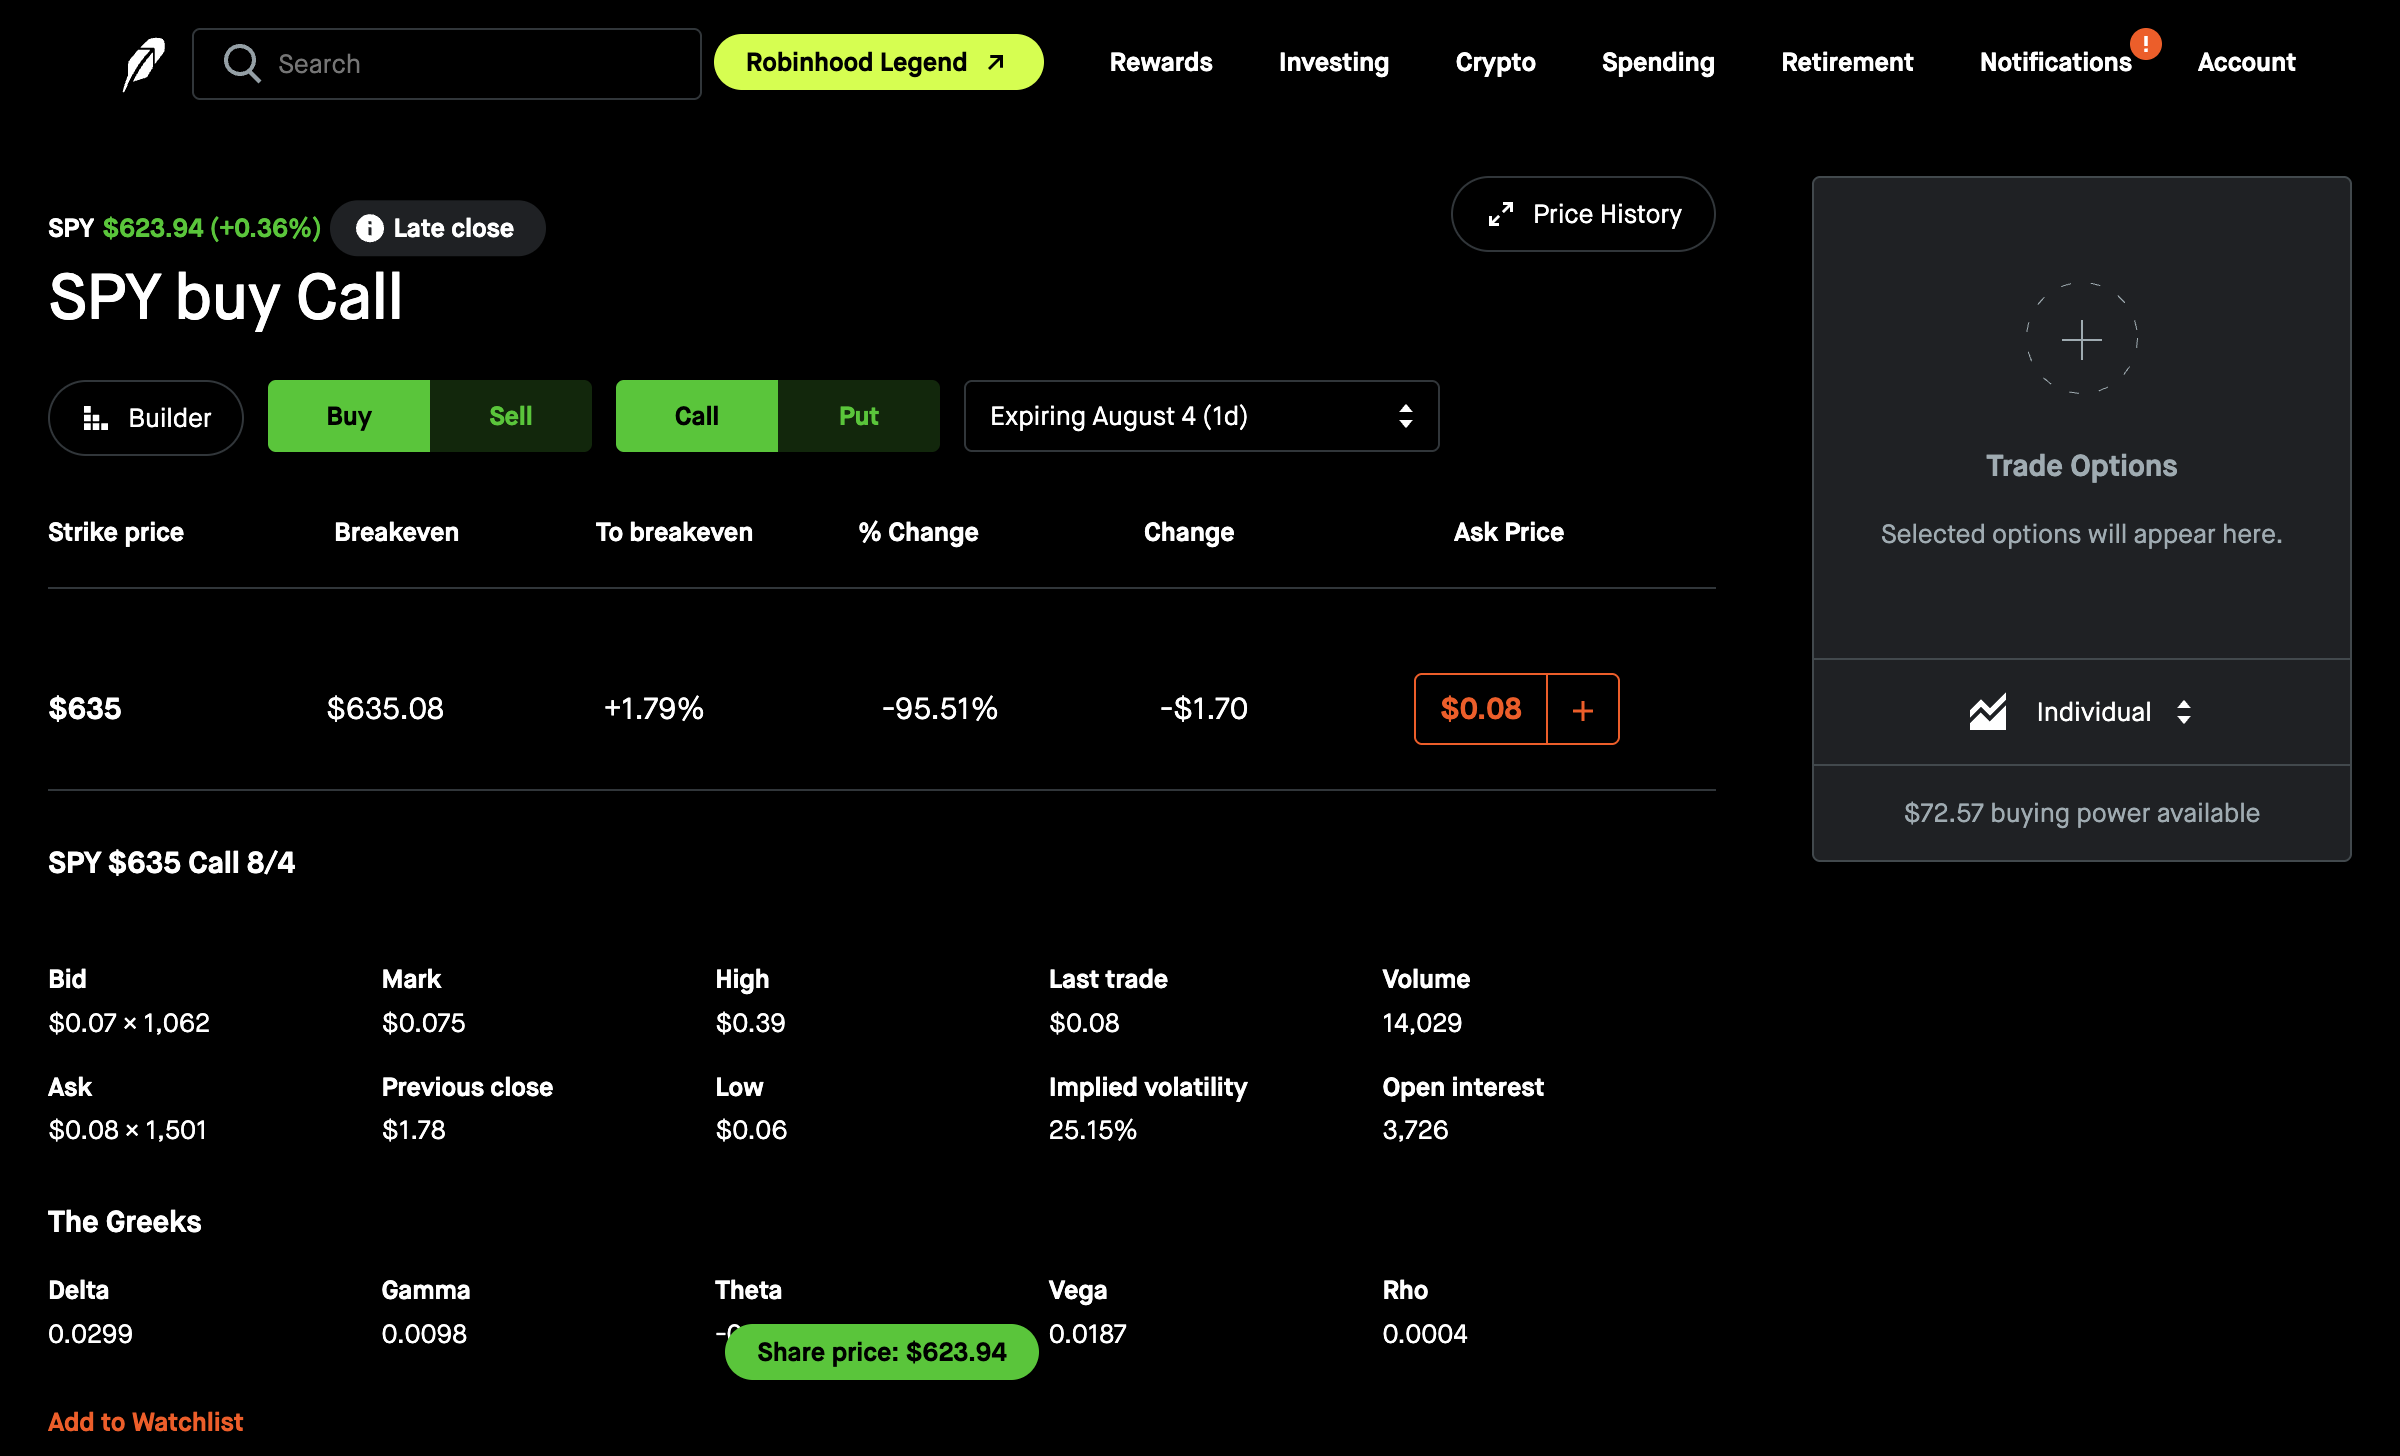 Search
Robinhood Legend
Rewards
Investing
Crypto
Spending
Retirement
Notifications
!
Account
SPY $623.94 (+0.36%)
Late close
Price History
SPY buy Call
Builder
Buy
Sell
Call
Put
Expiring August 4 (1d)
Strike price Breakeven To breakeven % Change Change Ask Price
$635 $635.08 +1.79% -95.51% -$1.70 $0.08 +
SPY $635 Call 8/4
Bid Mark High Last trade Volume
$0.07 × 1,062 $0.075 $0.39 $0.08 14,029
Ask Previous close Low Implied volatility Open interest
$0.08 × 1,501 $1.78 $0.06 25.15% 3,726
The Greeks
Delta Gamma Theta Vega Rho
0.0299 0.0098 0.0187 0.0004
Share price: $623.94
Add to Watchlist
Trade Options
Selected options will appear here.
Individual
$72.57 buying power available